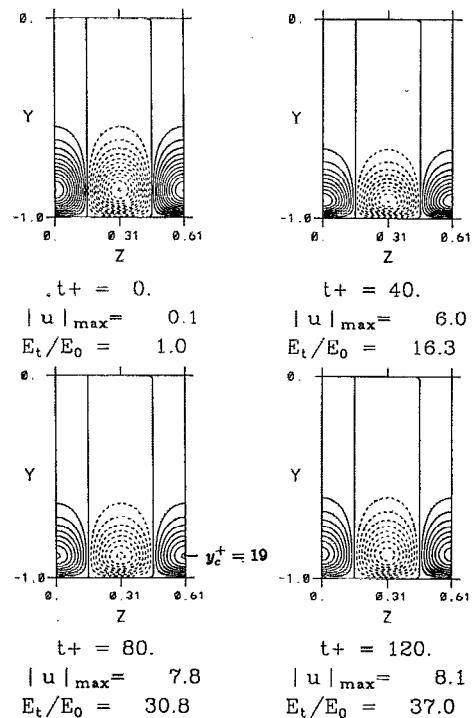 0.
0.
Y
Y
-1.0
-1.0
0. 0.31 0.61
0. 0.31 0.61
Z
Z
t+ = 0.
|u|max= 0.1
Et/E0 = 1.0
t+ = 40.
|u|max= 6.0
Et/E0 = 16.3
0.
0.
Y
Y
yc+ = 19
-1.0
-1.0
0. 0.31 0.61
0. 0.31 0.61
Z
Z
t+ = 80.
|u|max= 7.8
Et/E0 = 30.8
t+ = 120.
|u|max= 8.1
Et/E0 = 37.0